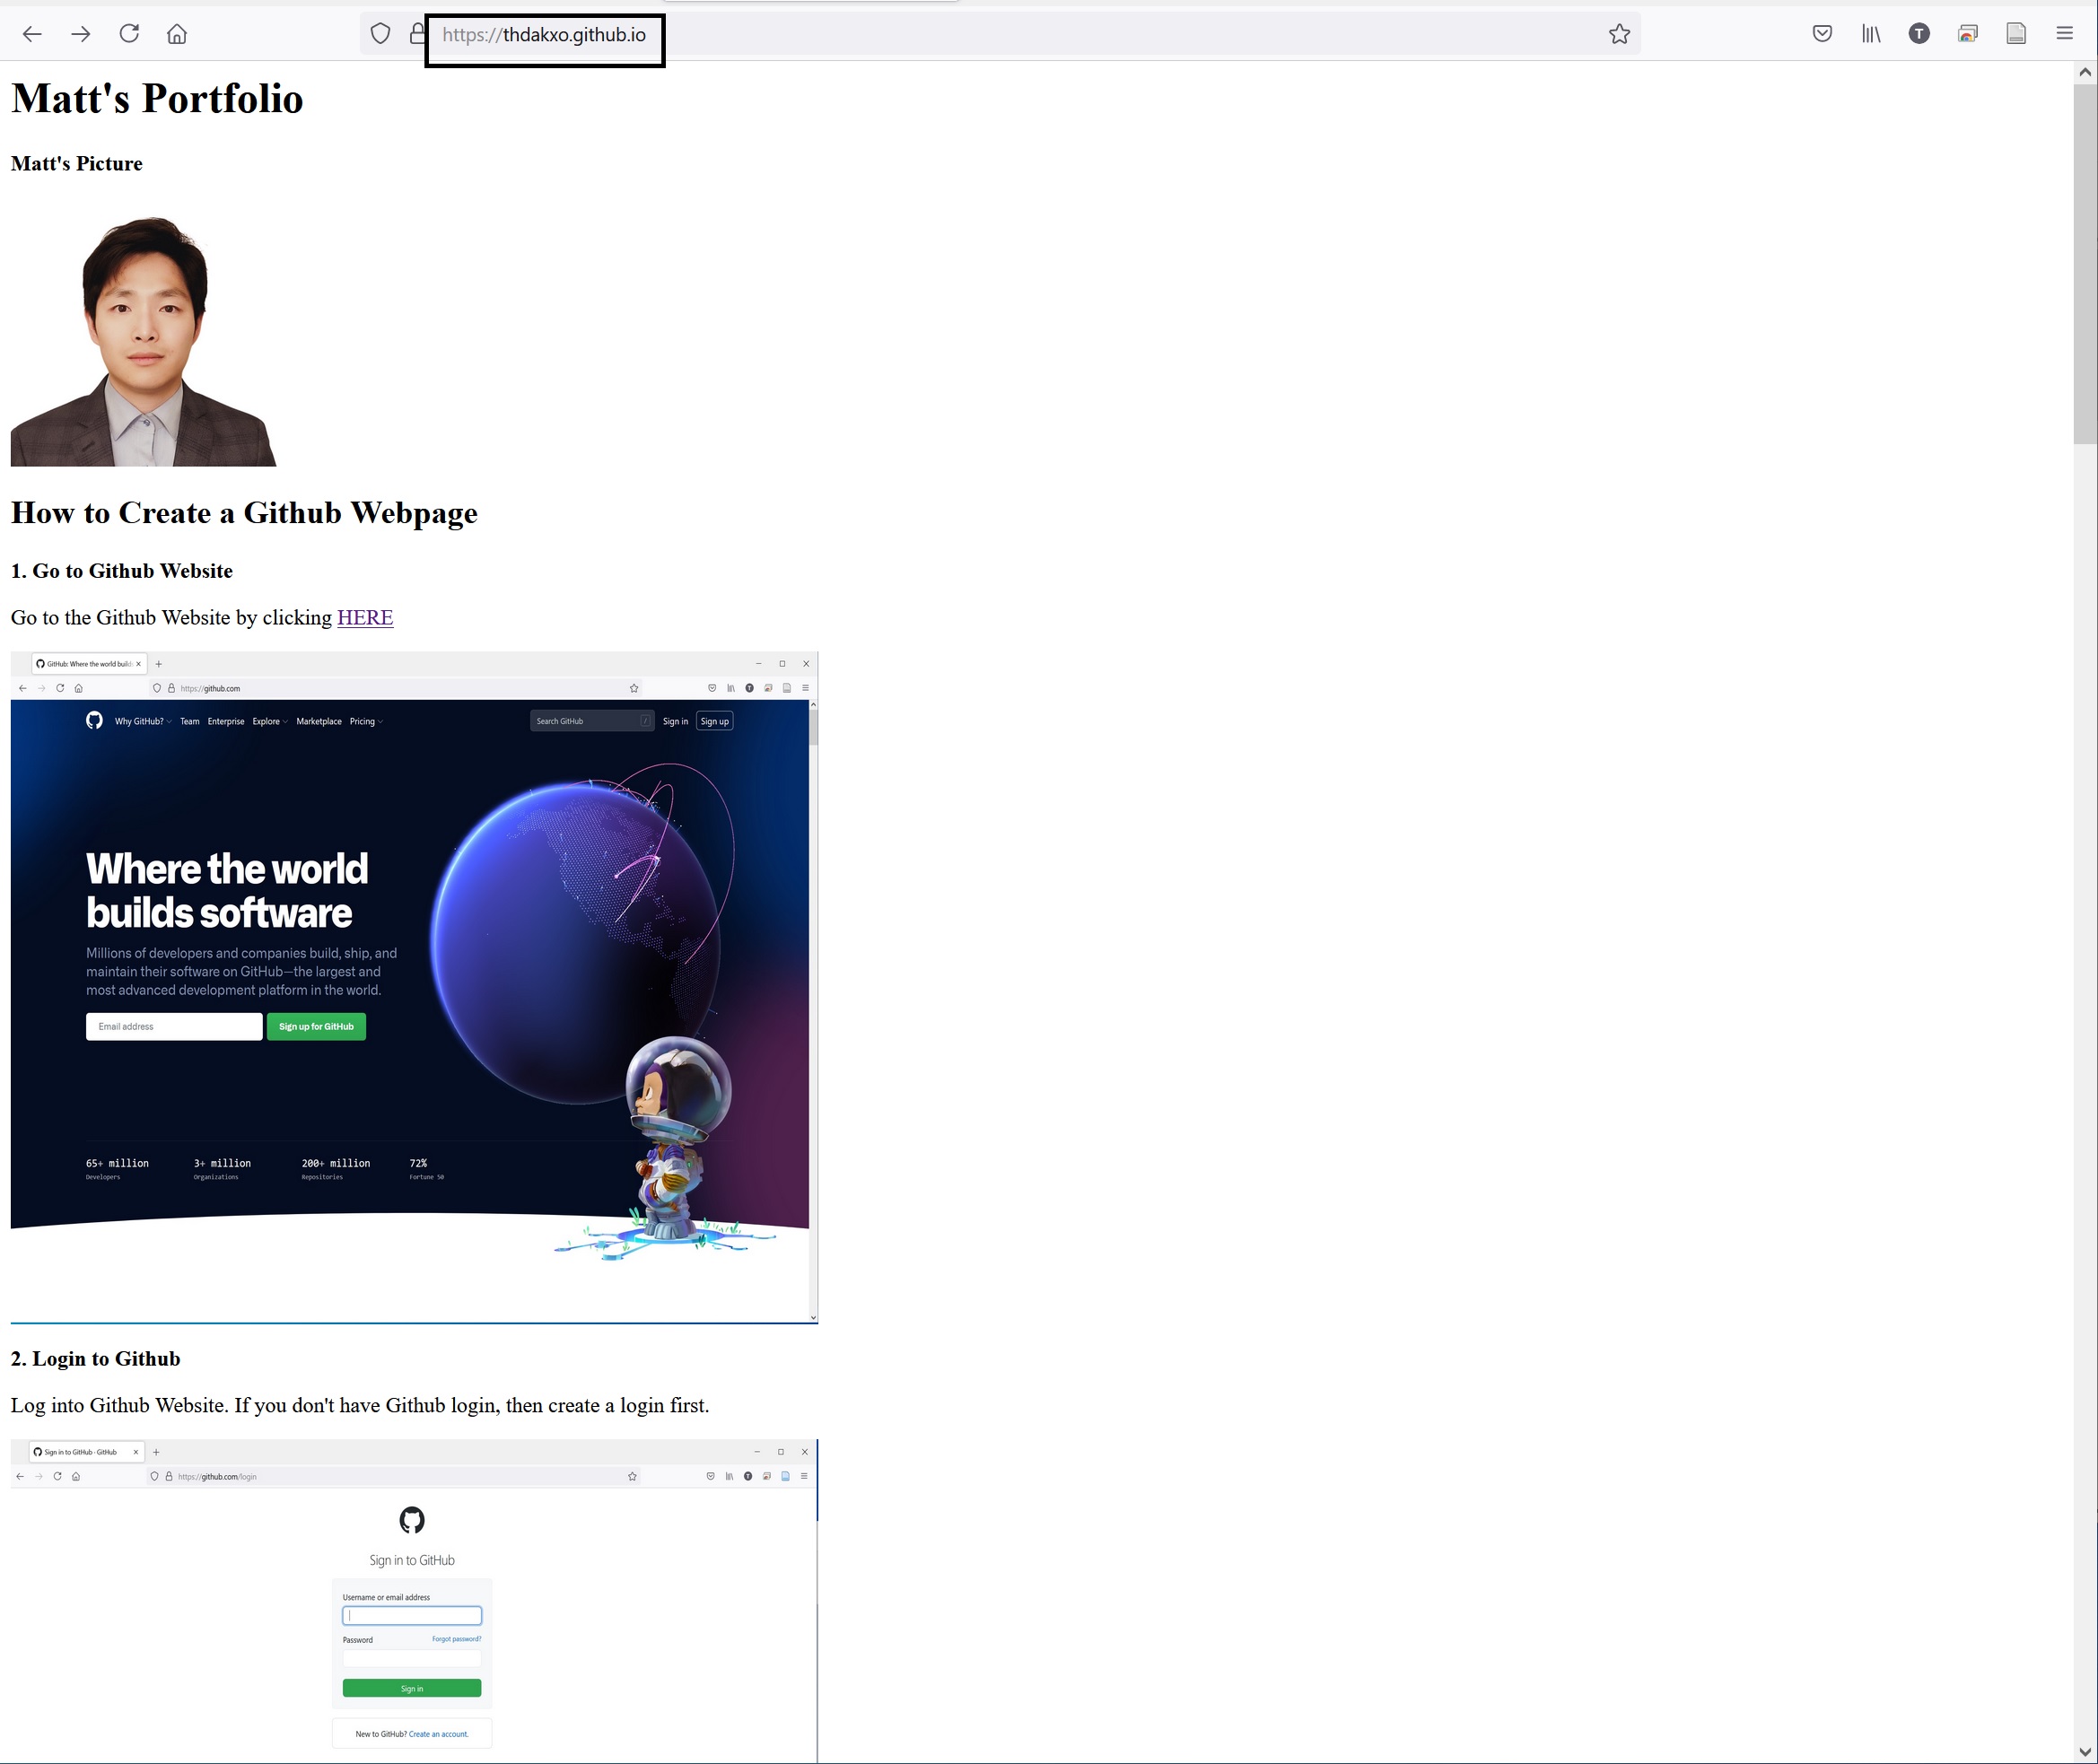 https://thdakxo.github.io
T
Matt's Portfolio
Matt's Picture
How to Create a Github Webpage
1. Go to Github Website
Go to the Github Website by clicking HERE
GitHub: Where the world build
https://github.com
T
Why GitHub? Team Enterprise Explore Marketplace Pricing
Search GitHub / Sign in Sign up
Where the world
builds software
Millions of developers and companies build, ship, and
maintain their software on GitHub—the largest and
most advanced development platform in the world.
Email address Sign up for GitHub
65+ million 3+ million 200+ million 72%
Developers Organizations Repositories Fortune 50
2. Login to Github
Log into Github Website. If you don't have Github login, then create a login first.
Sign in to GitHub · GitHub
https://github.com/login
T
Sign in to GitHub
Username or email address
Password Forgot password?
Sign in
New to GitHub? Create an account.